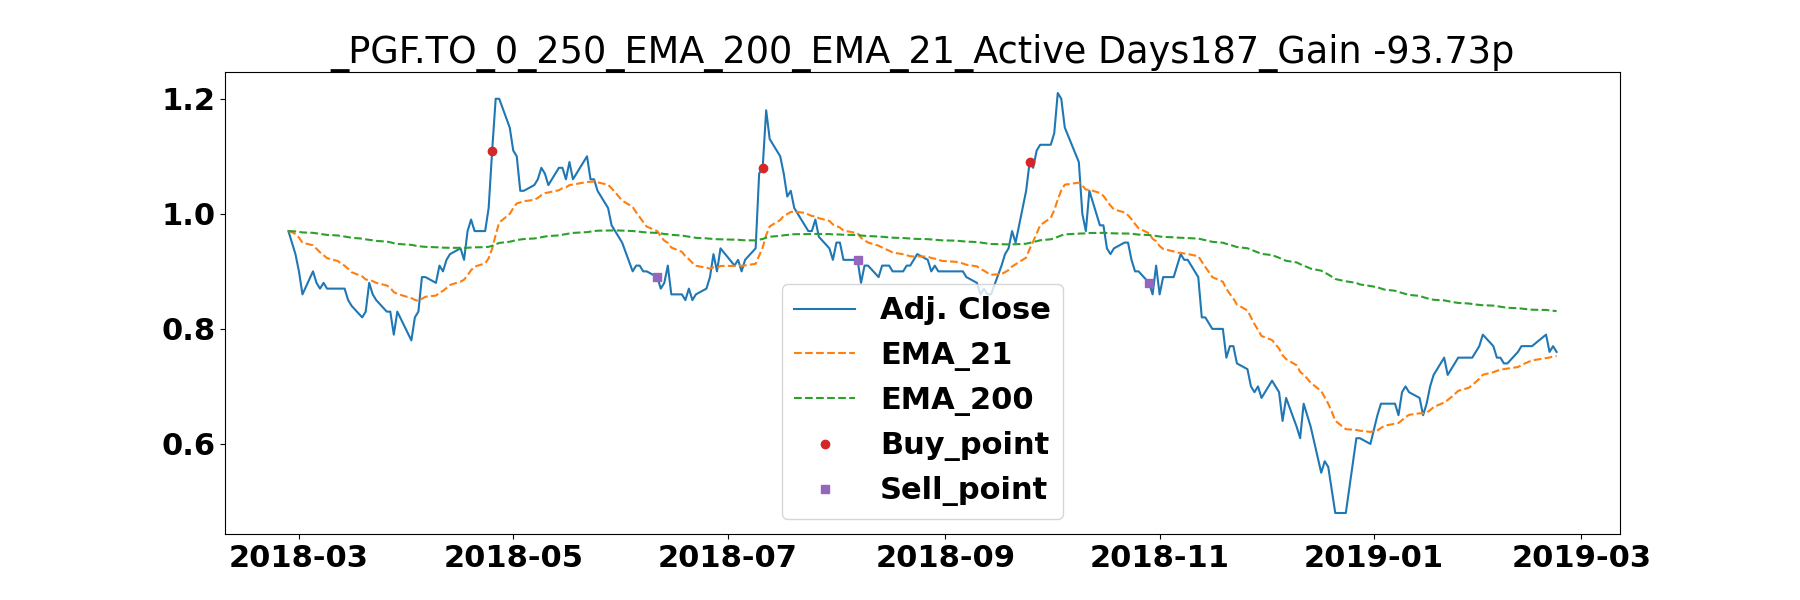 _PGF.TO_0_250_EMA_200_EMA_21_Active Days187_Gain -93.73p
1.2
1.0
0.8
0.6
Adj. Close
EMA_21
EMA_200
Buy_point
Sell_point
2018-03 2018-05 2018-07 2018-09 2018-11 2019-01 2019-03